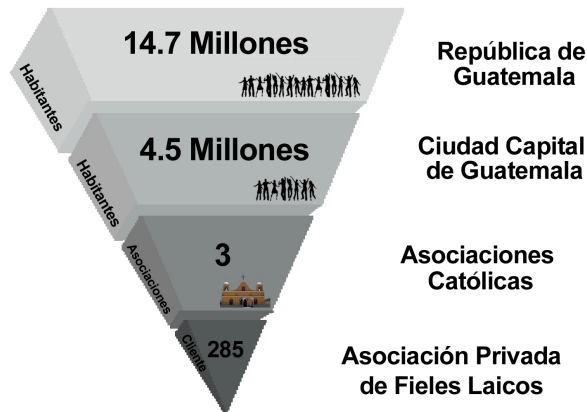 14.7 Millones
Habitantes
República de
Guatemala
4.5 Millones
Habitantes
Ciudad Capital
de Guatemala
3
Asociaciones
Asociaciones
Católicas
285
Cliente
Asociación Privada
de Fieles Laicos